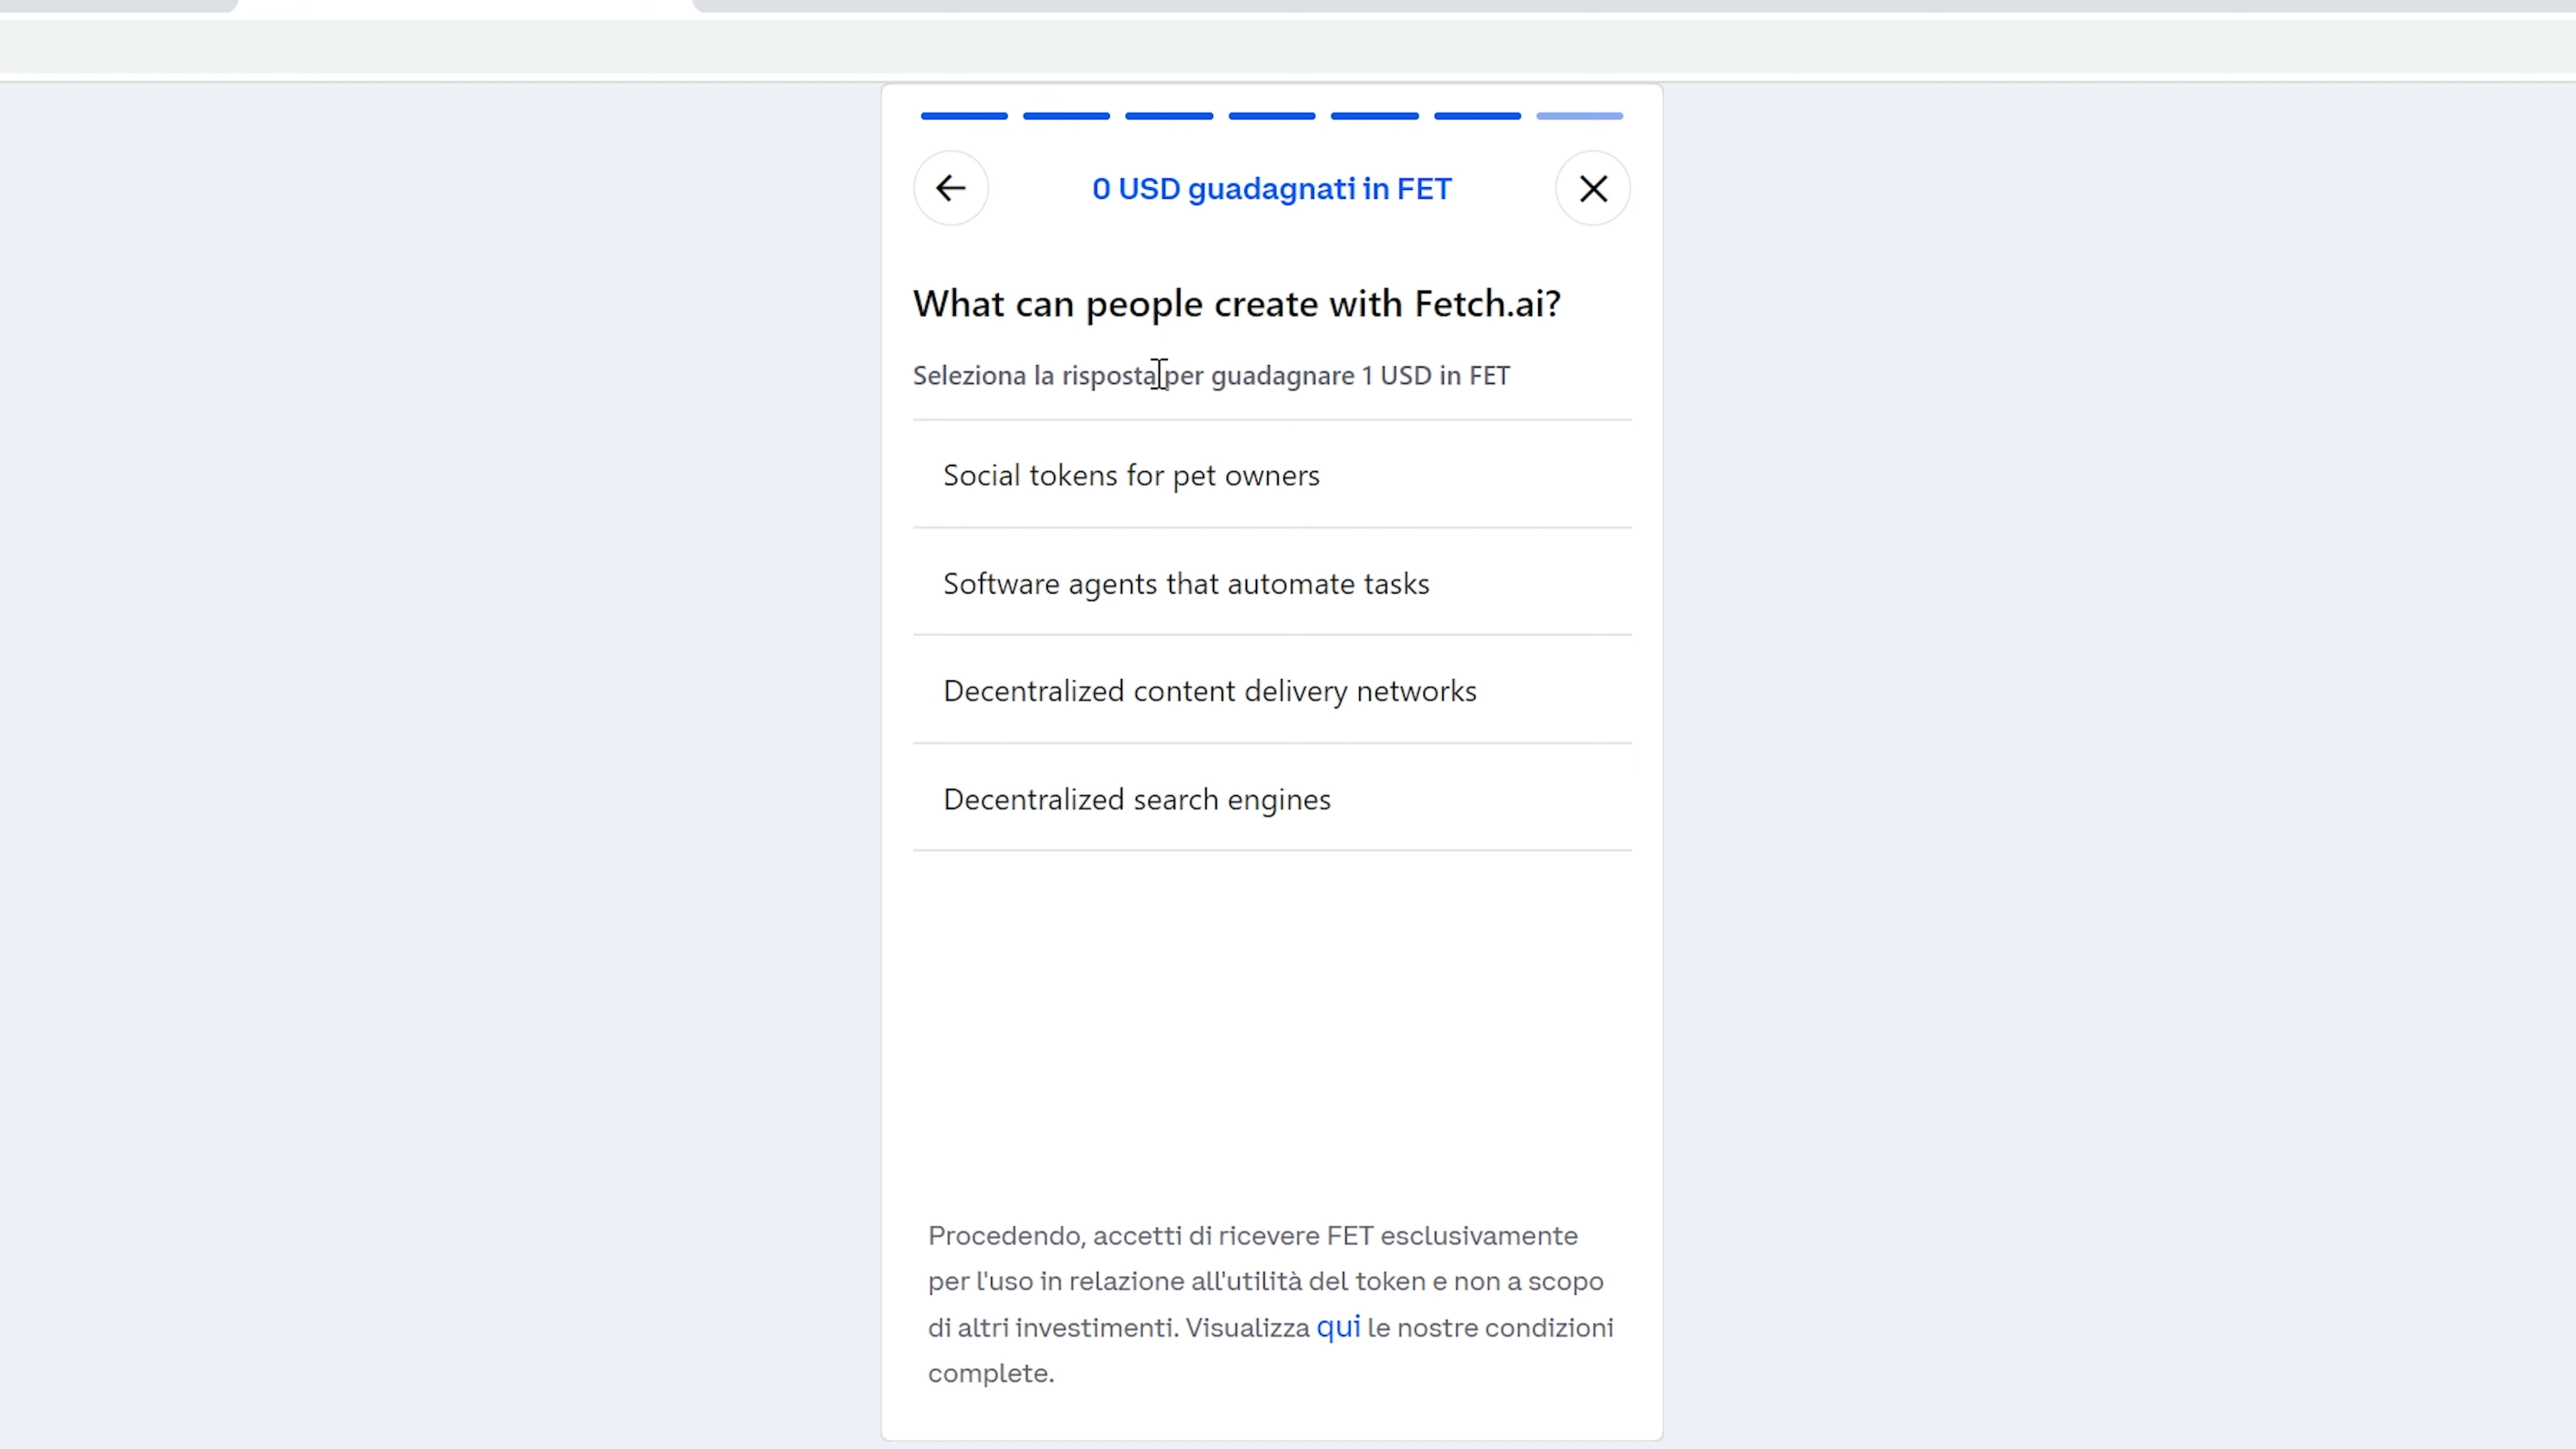 0 USD guadagnati in FET
What can people create with Fetch.ai?
Seleziona la risposta per guadagnare 1 USD in FET
Social tokens for pet owners
Software agents that automate tasks
Decentralized content delivery networks
Decentralized search engines
Procedendo, accetti di ricevere FET esclusivamente
per l'uso in relazione all'utilità del token e non a scopo
di altri investimenti. Visualizza qui le nostre condizioni
complete.